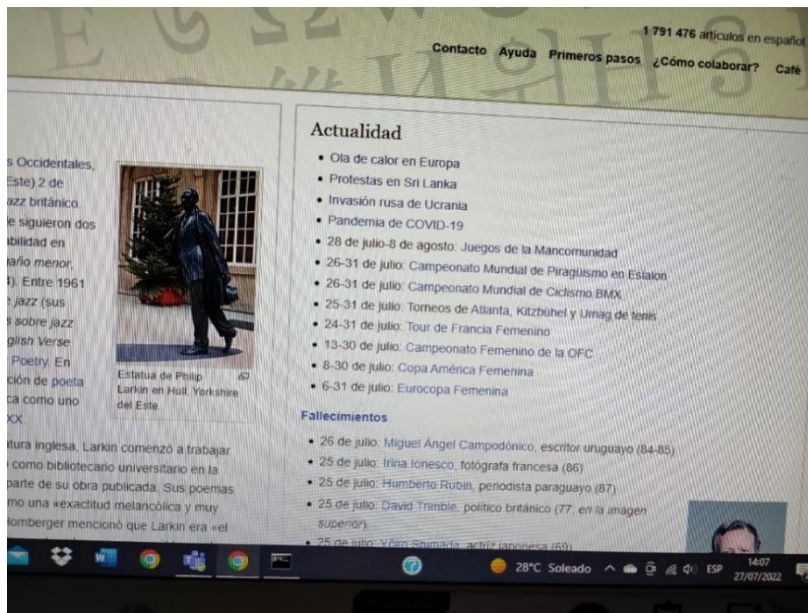 1 791 476 artículos en español
Contacto Ayuda Primeros pasos ¿Cómo colaborar? Café
s Occidentales,
Este) 2 de
azz británico.
e siguieron dos
abilidad en
año menor,
4). Entre 1961
e jazz (sus
s sobre jazz
glish Verse
Poetry. En
ción de poeta
ca como uno
XX.
Estatua de Philip
Larkin en Hull, Yorkshire
del Este.
tura inglesa, Larkin comenzó a trabajar
como bibliotecario universitario en la
parte de su obra publicada. Sus poemas
mo una «exactitud melancólica y muy
Homberger mencionó que Larkin era «el
Actualidad
• Ola de calor en Europa
• Protestas en Sri Lanka
• Invasión rusa de Ucrania
• Pandemia de COVID-19
• 28 de julio-8 de agosto: Juegos de la Mancomunidad
• 26-31 de julio: Campeonato Mundial de Piragüismo en Eslalon
• 26-31 de julio: Campeonato Mundial de Ciclismo BMX
• 25-31 de julio: Torneos de Atlanta, Kitzbühel y Umag de tenis
• 24-31 de julio: Tour de Francia Femenino
• 13-30 de julio: Campeonato Femenino de la OFC
• 8-30 de julio: Copa América Femenina
• 6-31 de julio: Eurocopa Femenina
Fallecimientos
• 26 de julio: Miguel Ángel Campodónico, escritor uruguayo (84-85)
• 25 de julio: Irina Ionesco, fotógrafa francesa (86)
• 25 de julio: Humberto Rubin, periodista paraguayo (87)
• 25 de julio: David Trimble, político británico (77, en la imagen
superior).
• 25 de julio: Yōko Shimada, actriz japonesa (69)
28°C Soleado ESP 14:07
27/07/2022